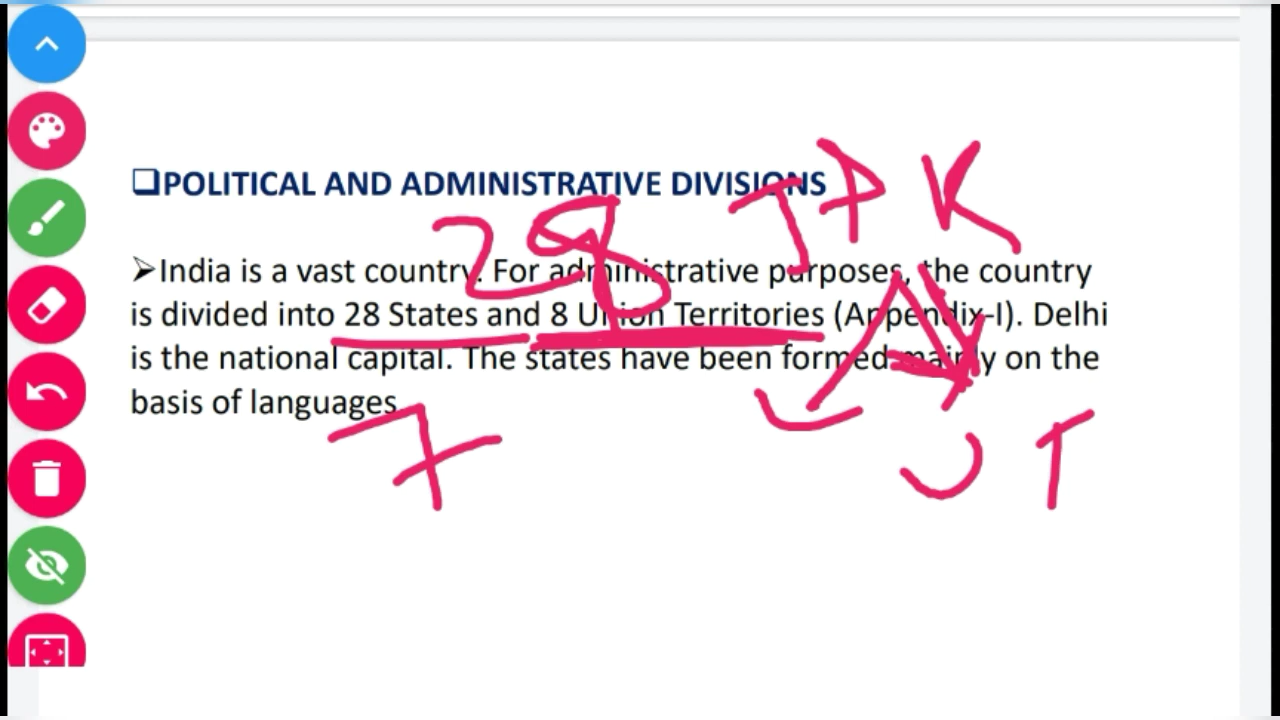 ❑POLITICAL AND ADMINISTRATIVE DIVISIONS
J P K
28
➤India is a vast country. For administrative purposes, the country
is divided into 28 States and 8 Union Territories (Appendix-I). Delhi
is the national capital. The states have been formed mainly on the
basis of languages.
7
U T